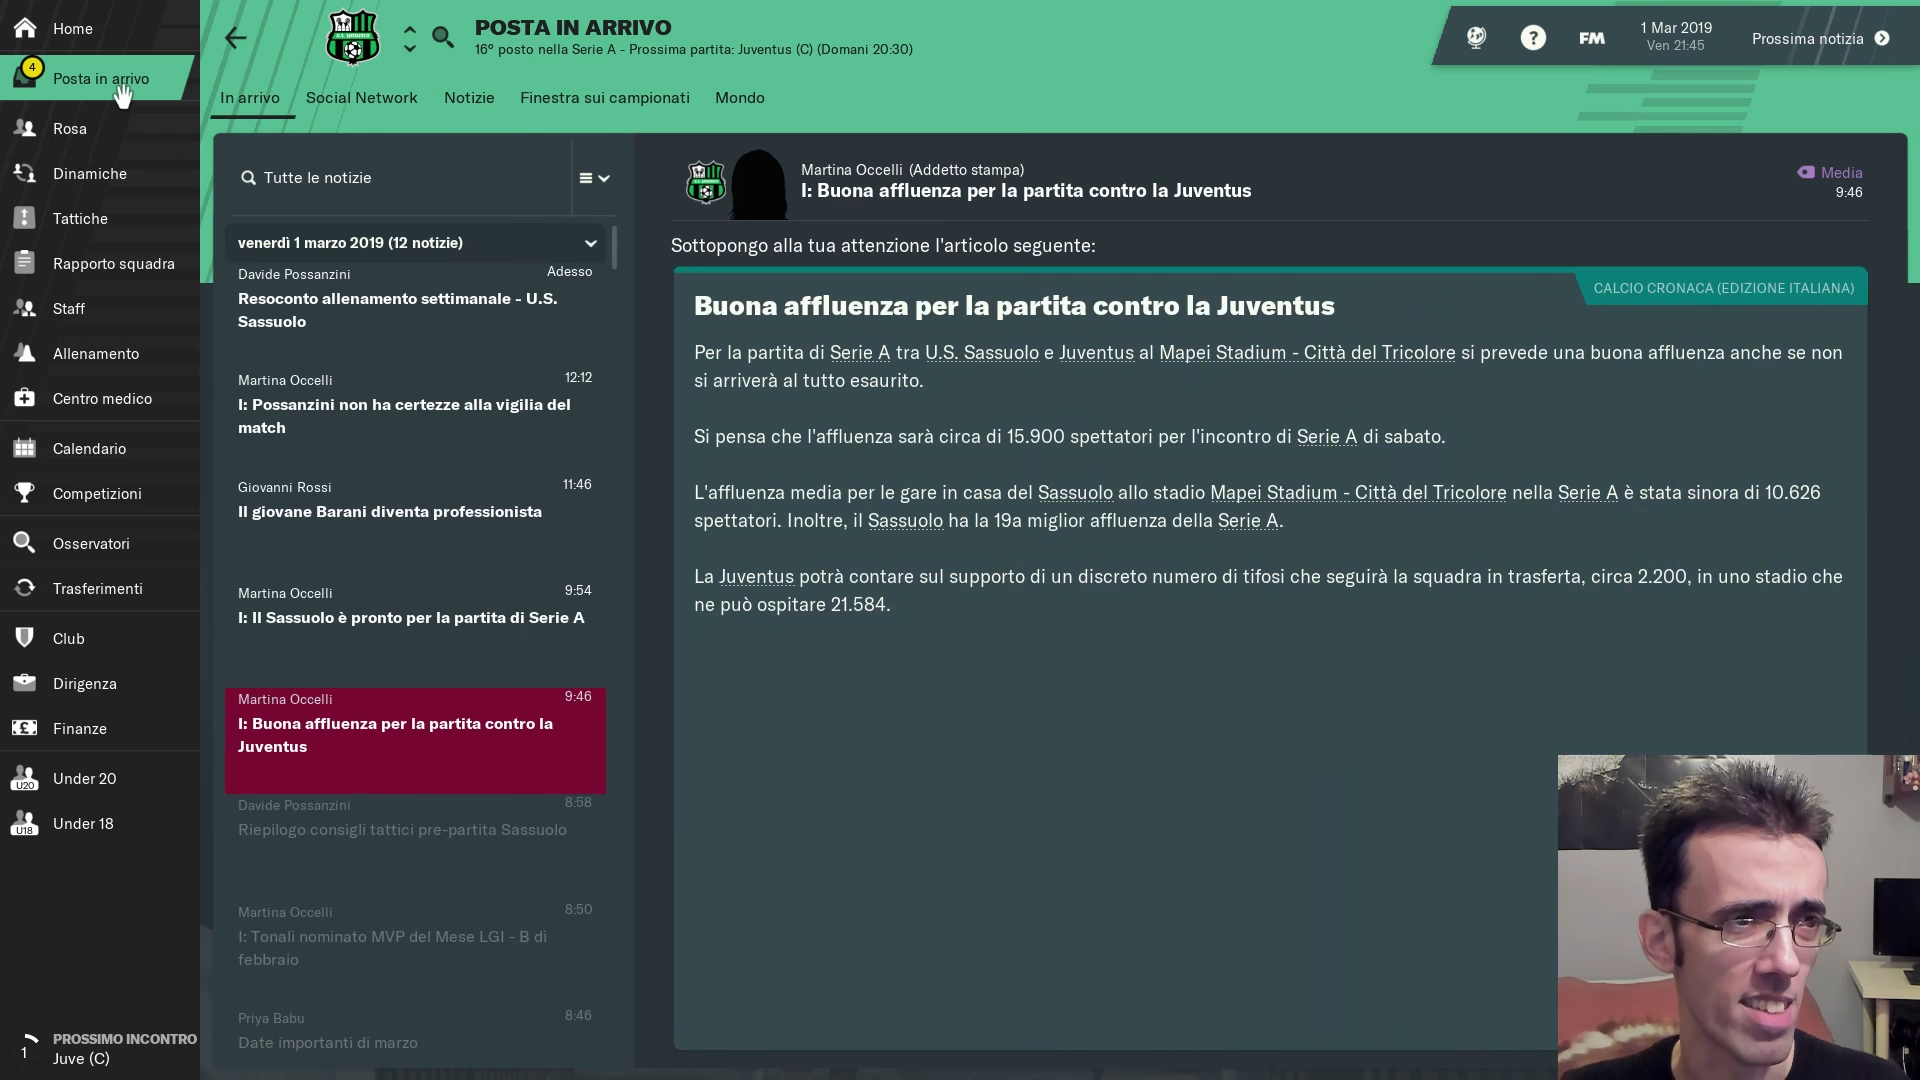 Home
4
Posta in arrivo
Rosa
Dinamiche
Tattiche
Rapporto squadra
Staff
Allenamento
Centro medico
Calendario
Competizioni
Osservatori
Trasferimenti
Club
Dirigenza
Finanze
U20
Under 20
U18
Under 18
1
PROSSIMO INCONTRO
Juve (C)
POSTA IN ARRIVO
16° posto nella Serie A - Prossima partita: Juventus (C) (Domani 20:30)
FM
1 Mar 2019
Ven 21:45
Prossima notizia
In arrivo
Social Network
Notizie
Finestra sui campionati
Mondo
Tutte le notizie
venerdì 1 marzo 2019 (12 notizie)
Davide Possanzini
Adesso
Resoconto allenamento settimanale - U.S.
Sassuolo
Martina Occelli
12:12
I: Possanzini non ha certezze alla vigilia del
match
Giovanni Rossi
11:46
Il giovane Barani diventa professionista
Martina Occelli
9:54
I: Il Sassuolo è pronto per la partita di Serie A
Martina Occelli
9:46
I: Buona affluenza per la partita contro la
Juventus
Davide Possanzini
8:58
Riepilogo consigli tattici pre-partita Sassuolo
Martina Occelli
8:50
I: Tonali nominato MVP del Mese LGI - B di
febbraio
Priya Babu
8:46
Date importanti di marzo
Martina Occelli (Addetto stampa)
I: Buona affluenza per la partita contro la Juventus
Media
9:46
Sottopongo alla tua attenzione l'articolo seguente:
CALCIO CRONACA (EDIZIONE ITALIANA)
Buona affluenza per la partita contro la Juventus
Per la partita di Serie A tra U.S. Sassuolo e Juventus al Mapei Stadium - Città del Tricolore si prevede una buona affluenza anche se non
si arriverà al tutto esaurito.
Si pensa che l'affluenza sarà circa di 15.900 spettatori per l'incontro di Serie A di sabato.
L'affluenza media per le gare in casa del Sassuolo allo stadio Mapei Stadium - Città del Tricolore nella Serie A è stata sinora di 10.626
spettatori. Inoltre, il Sassuolo ha la 19a miglior affluenza della Serie A.
La Juventus potrà contare sul supporto di un discreto numero di tifosi che seguirà la squadra in trasferta, circa 2.200, in uno stadio che
ne può ospitare 21.584.